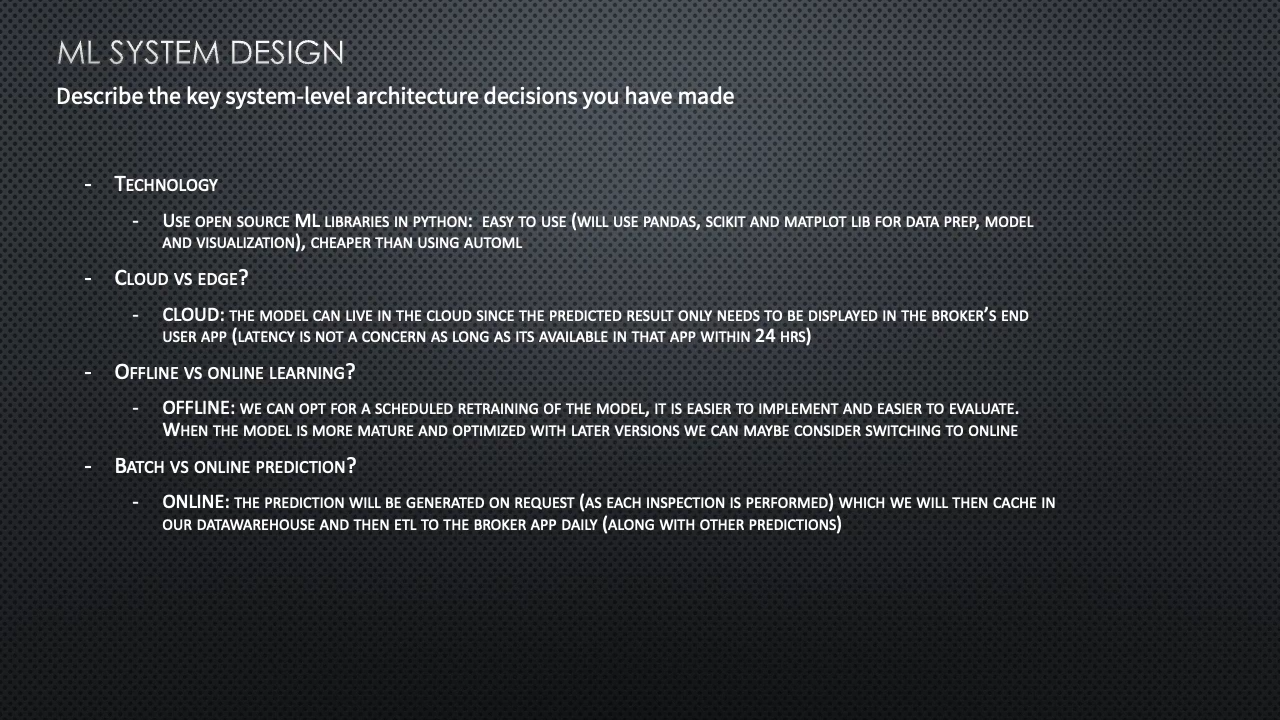 ML SYSTEM DESIGN
Describe the key system-level architecture decisions you have made
- Technology
- Use open source ML libraries in python: easy to use (will use pandas, scikit and matplot lib for data prep, model
and visualization), cheaper than using automl
- Cloud vs edge?
- CLOUD: the model can live in the cloud since the predicted result only needs to be displayed in the broker's end
user app (latency is not a concern as long as its available in that app within 24 hrs)
- Offline vs online learning?
- OFFLINE: we can opt for a scheduled retraining of the model, it is easier to implement and easier to evaluate.
When the model is more mature and optimized with later versions we can maybe consider switching to online
- Batch vs online prediction?
- ONLINE: the prediction will be generated on request (as each inspection is performed) which we will then cache in
our datawarehouse and then etl to the broker app daily (along with other predictions)